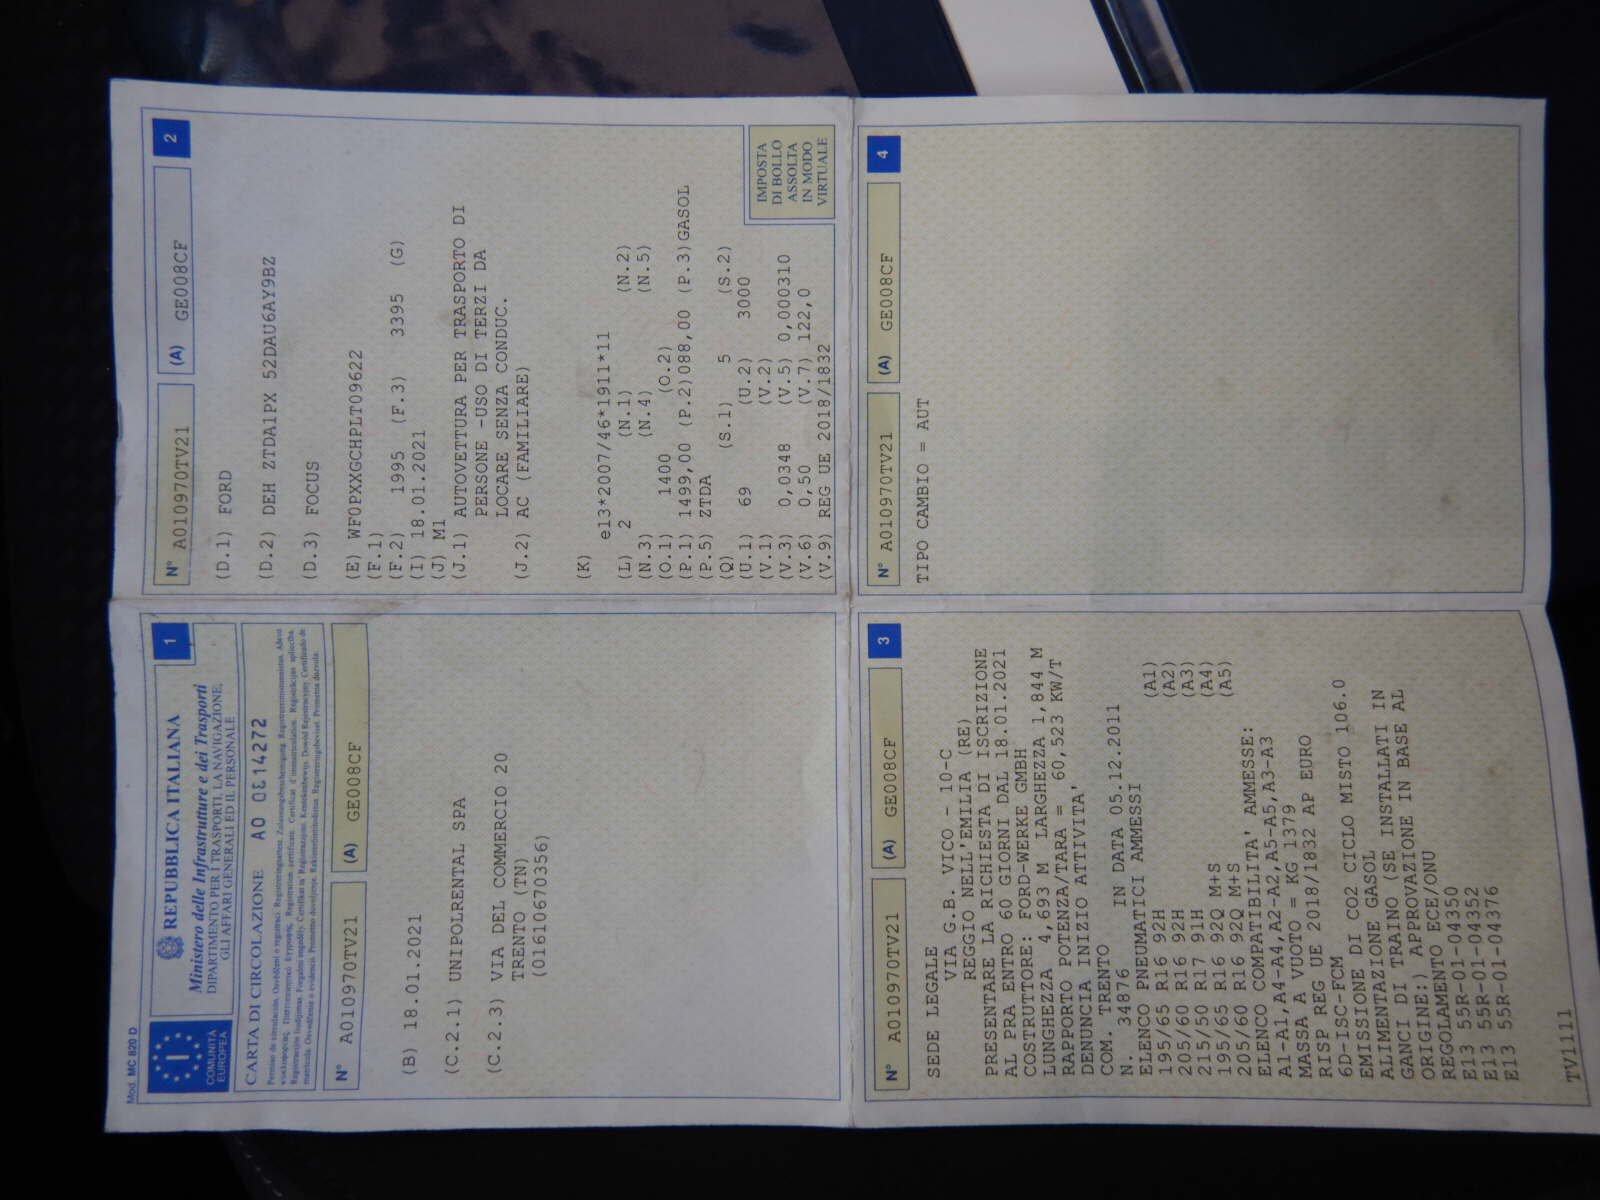 Mod. MC 820 D
COMUNITÀ
EUROPEA
I
REPUBBLICA ITALIANA
Ministero delle Infrastrutture e dei Trasporti
DIPARTIMENTO PER I TRASPORTI, LA NAVIGAZIONE,
GLI AFFARI GENERALI ED IL PERSONALE
1
CARTA DI CIRCOLAZIONE AO 0614272
N° A010970TV21 (A) GE008CF
(B) 18.01.2021
(C.2.1) UNIPOLRENTAL SPA
(C.2.3) VIA DEL COMMERCIO 20
TRENTO (TN)
(01610670356)
2
N° A010970TV21 (A) GE008CF
(D.1) FORD
(D.2) DEH ZTDA1PX 52DAU6AY9BZ
(D.3) FOCUS
(E) WF0PXXGCHPLT09622
(F.1)
(F.2) 1995 (F.3) 3395 (G)
(I) 18.01.2021
(J) M1
(J.1) AUTOVETTURA PER TRASPORTO DI
PERSONE -USO DI TERZI DA
LOCARE SENZA CONDUC.
(J.2) AC (FAMILIARE)
(K)
e13*2007/46*1911*11
(L) 2 (N.1) (N.2)
(N.3) (N.4) (N.5)
(O.1) 1400 (O.2)
(P.1) 1499,00 (P.2)088,00 (P.3)GASOL
(P.5) ZTDA
(Q) (S.1) 5 (S.2)
(U.1) 69 (U.2) 3000
(V.1) (V.2)
(V.3) 0,0348 (V.5) 0,000310
(V.6) 0,50 (V.7) 122,0
(V.9) REG UE 2018/1832
IMPOSTA
DI BOLLO
ASSOLTA
IN MODO
VIRTUALE
3
N° A010970TV21 (A) GE008CF
SEDE LEGALE
VIA G.B. VICO - 10-C
REGGIO NELL'EMILIA (RE)
PRESENTARE LA RICHIESTA DI ISCRIZIONE
AL PRA ENTRO 60 GIORNI DAL 18.01.2021
COSTRUTTORE: FORD-WERKE GMBH
LUNGHEZZA 4,693 M LARGHEZZA 1,844 M
RAPPORTO POTENZA/TARA = 60,523 KW/T
DENUNCIA INIZIO ATTIVITA'
COM. TRENTO
N. 34876 IN DATA 05.12.2011
ELENCO PNEUMATICI AMMESSI
195/65 R16 92H (A1)
205/60 R16 92H (A2)
215/50 R17 91H (A3)
195/65 R16 92Q M+S (A4)
205/60 R16 92Q M+S (A5)
ELENCO COMPATIBILITA' AMMESSE:
A1-A1,A4-A4,A2-A2,A5-A5,A3-A3
MASSA A VUOTO = KG 1379
RISP REG UE 2018/1832 AP EURO
6D-ISC-FCM
EMISSIONE DI CO2 CICLO MISTO 106.0
ALIMENTAZIONE GASOL
GANCI DI TRAINO (SE INSTALLATI IN
ORIGINE:) APPROVAZIONE IN BASE AL
REGOLAMENTO ECE/ONU
E13 55R-01-04350
E13 55R-01-04352
E13 55R-01-04376
TV1111
4
N° A010970TV21 (A) GE008CF
TIPO CAMBIO = AUT